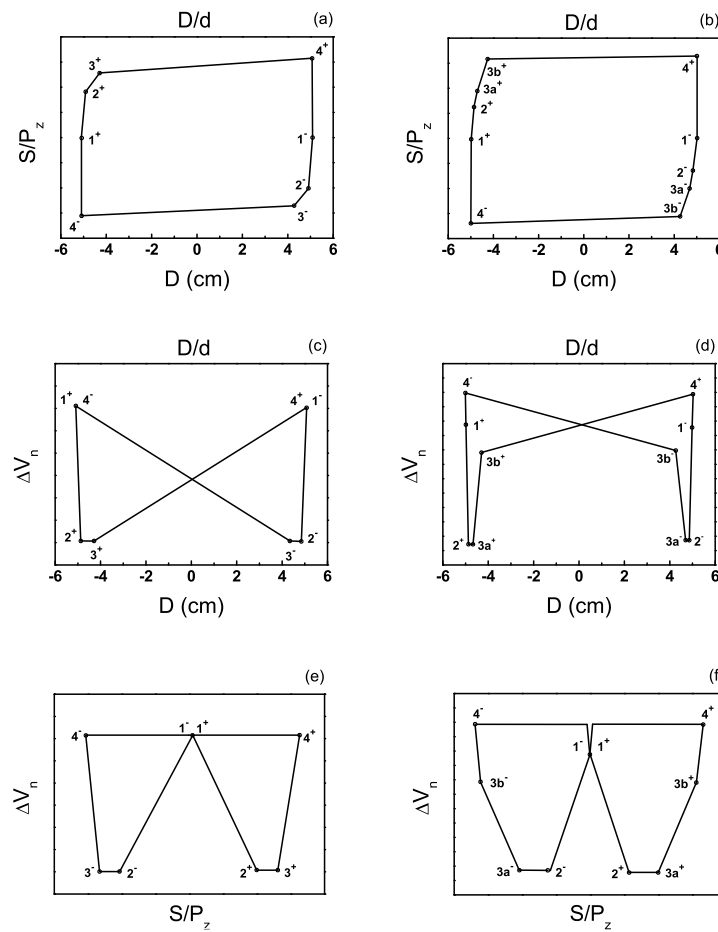 D/d (a)
3⁺ 4⁺
2⁺
1⁺ 1⁻
2⁻
4⁻ 3⁻
S/P_z
-6 -4 -2 0 2 4 6
D (cm)
D/d (b)
3b⁺ 4⁺
3a⁺
2⁺
1⁺ 1⁻
2⁻
3a⁻
4⁻ 3b⁻
S/P_z
-6 -4 -2 0 2 4 6
D (cm)
D/d (c)
1⁺ 4⁻ 4⁺ 1⁻
2⁺ 3⁺ 3⁻ 2⁻
ΔV_n
-6 -4 -2 0 2 4 6
D (cm)
D/d (d)
4⁻ 4⁺
1⁺ 1⁻
3b⁺ 3b⁻
2⁺ 3a⁺ 3a⁻ 2⁻
ΔV_n
-6 -4 -2 0 2 4 6
D (cm)
(e)
4⁻ 1⁻ 1⁺ 4⁺
3⁻ 2⁻ 2⁺ 3⁺
ΔV_n
S/P_z
(f
4⁻ 4⁺
1⁻ 1⁺
3b⁻ 3b⁺
3a⁻ 2⁻ 2⁺ 3a⁺
ΔV_n
S/P_z